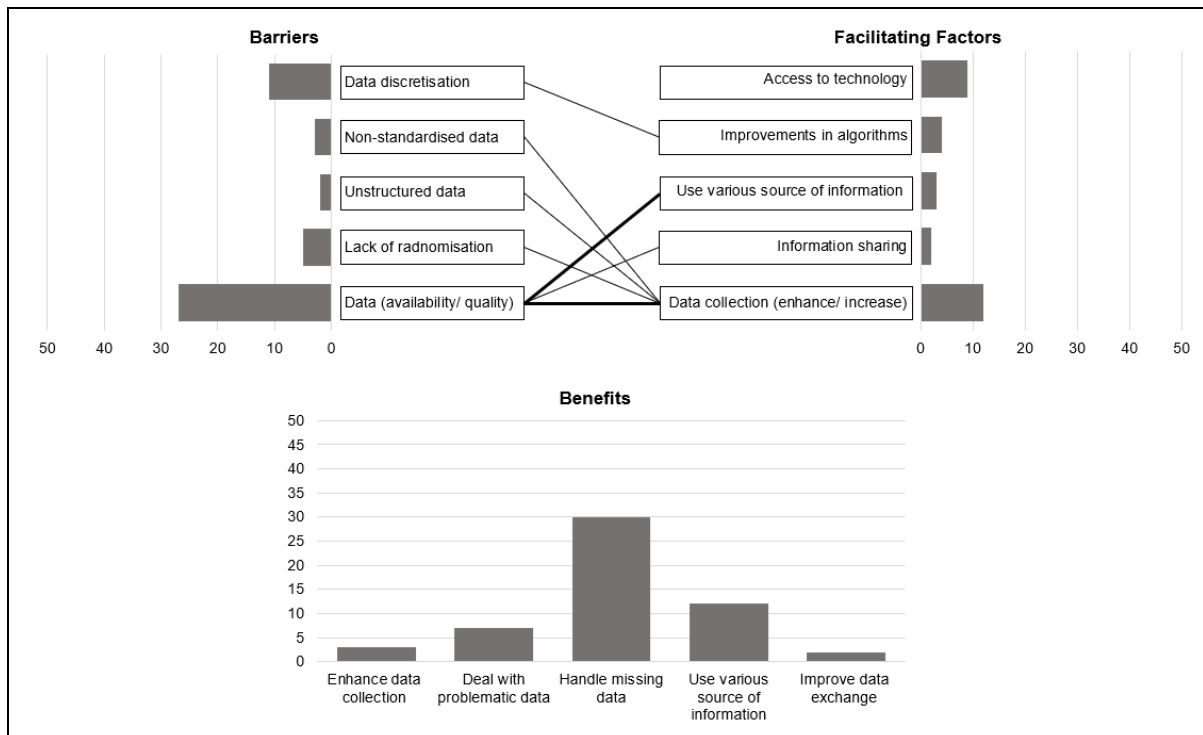 Barriers
Facilitating Factors
Data discretisation
Non-standardised data
Unstructured data
Lack of radnomisation
Data (availability/ quality)
Access to technology
Improvements in algorithms
Use various source of information
Information sharing
Data collection (enhance/ increase)
50 40 30 20 10 0
0 10 20 30 40 50
Benefits
50
45
40
35
30
25
20
15
10
5
0
Enhance data
collection
Deal with
problematic data
Handle missing
data
Use various
source of
information
Improve data
exchange